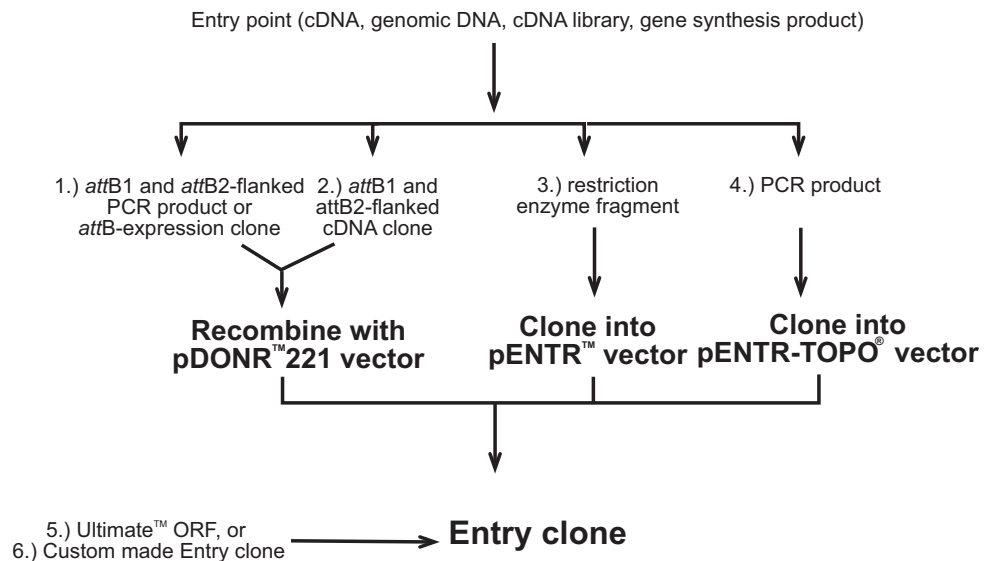 Entry point (cDNA, genomic DNA, cDNA library, gene synthesis product)
1.) attB1 and attB2-flanked
PCR product or
attB-expression clone
2.) attB1 and
attB2-flanked
cDNA clone
3.) restriction
enzyme fragment
4.) PCR product
Recombine with
pDONR™221 vector
Clone into
pENTR™ vector
Clone into
pENTR-TOPO® vector
5.) Ultimate™ ORF, or
6.) Custom made Entry clone
Entry clone